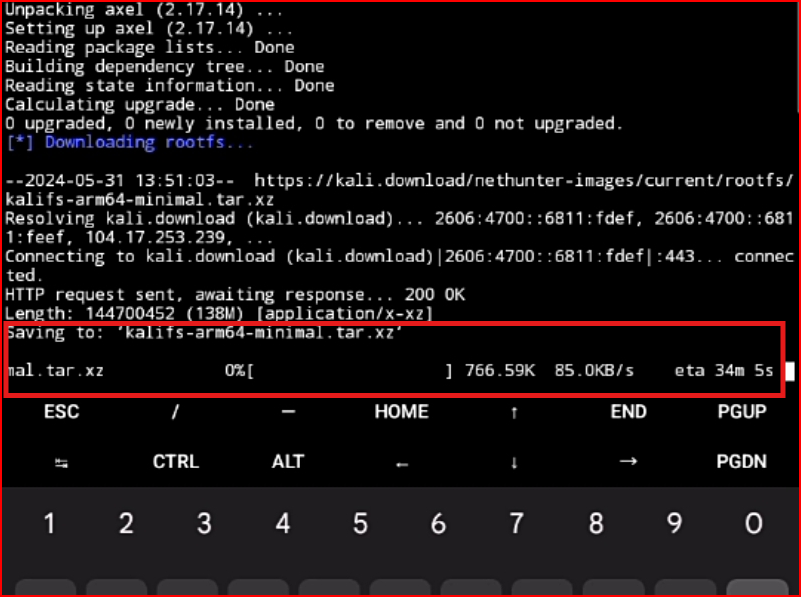 Unpacking axel (2.17.14) ...
Setting up axel (2.17.14) ...
Reading package lists... Done
Building dependency tree... Done
Reading state information... Done
Calculating upgrade... Done
0 upgraded, 0 newly installed, 0 to remove and 0 not upgraded.
[*] Downloading rootfs...
--2024-05-31 13:51:03-- https://kali.download/nethunter-images/current/rootfs/
kalifs-arm64-minimal.tar.xz
Resolving kali.download (kali.download)... 2606:4700::6811:fdef, 2606:4700::681
1:feef, 104.17.253.239, ...
Connecting to kali.download (kali.download)|2606:4700::6811:fdef|:443... connec
ted.
HTTP request sent, awaiting response... 200 OK
Length: 144700452 (138M) [application/x-xz]
Saving to: ‘kalifs-arm64-minimal.tar.xz’
mal.tar.xz 0%[ ] 766.59K 85.0KB/s eta 34m 5s
ESC / — HOME ↑ END PGUP
↹ CTRL ALT ← ↓ → PGDN
1 2 3 4 5 6 7 8 9 0